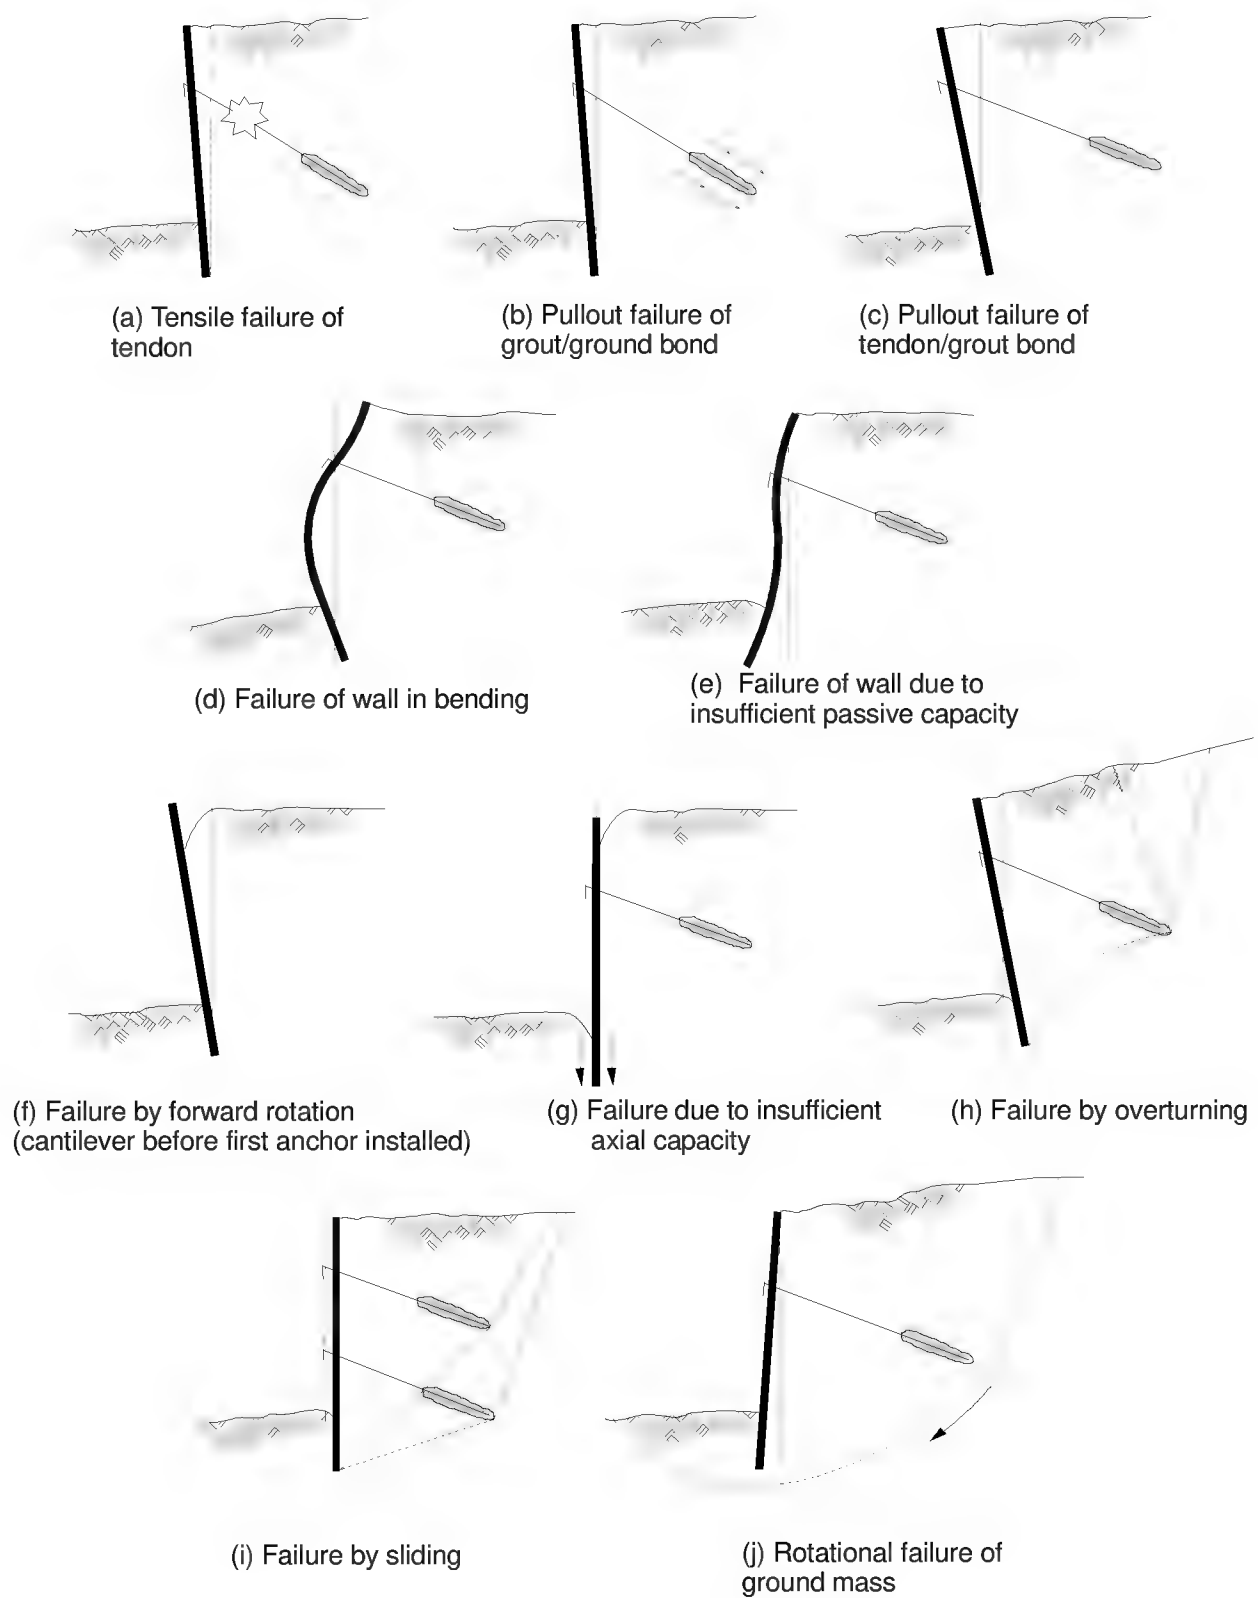 (a) Tensile failure of
tendon
(b) Pullout failure of
grout/ground bond
(c) Pullout failure of
tendon/grout bond
(d) Failure of wall in bending
(e) Failure of wall due to
insufficient passive capacity
(f) Failure by forward rotation
(cantilever before first anchor installed)
(g) Failure due to insufficient
axial capacity
(h) Failure by overturning
(i) Failure by sliding
(j) Rotational failure of
ground mass